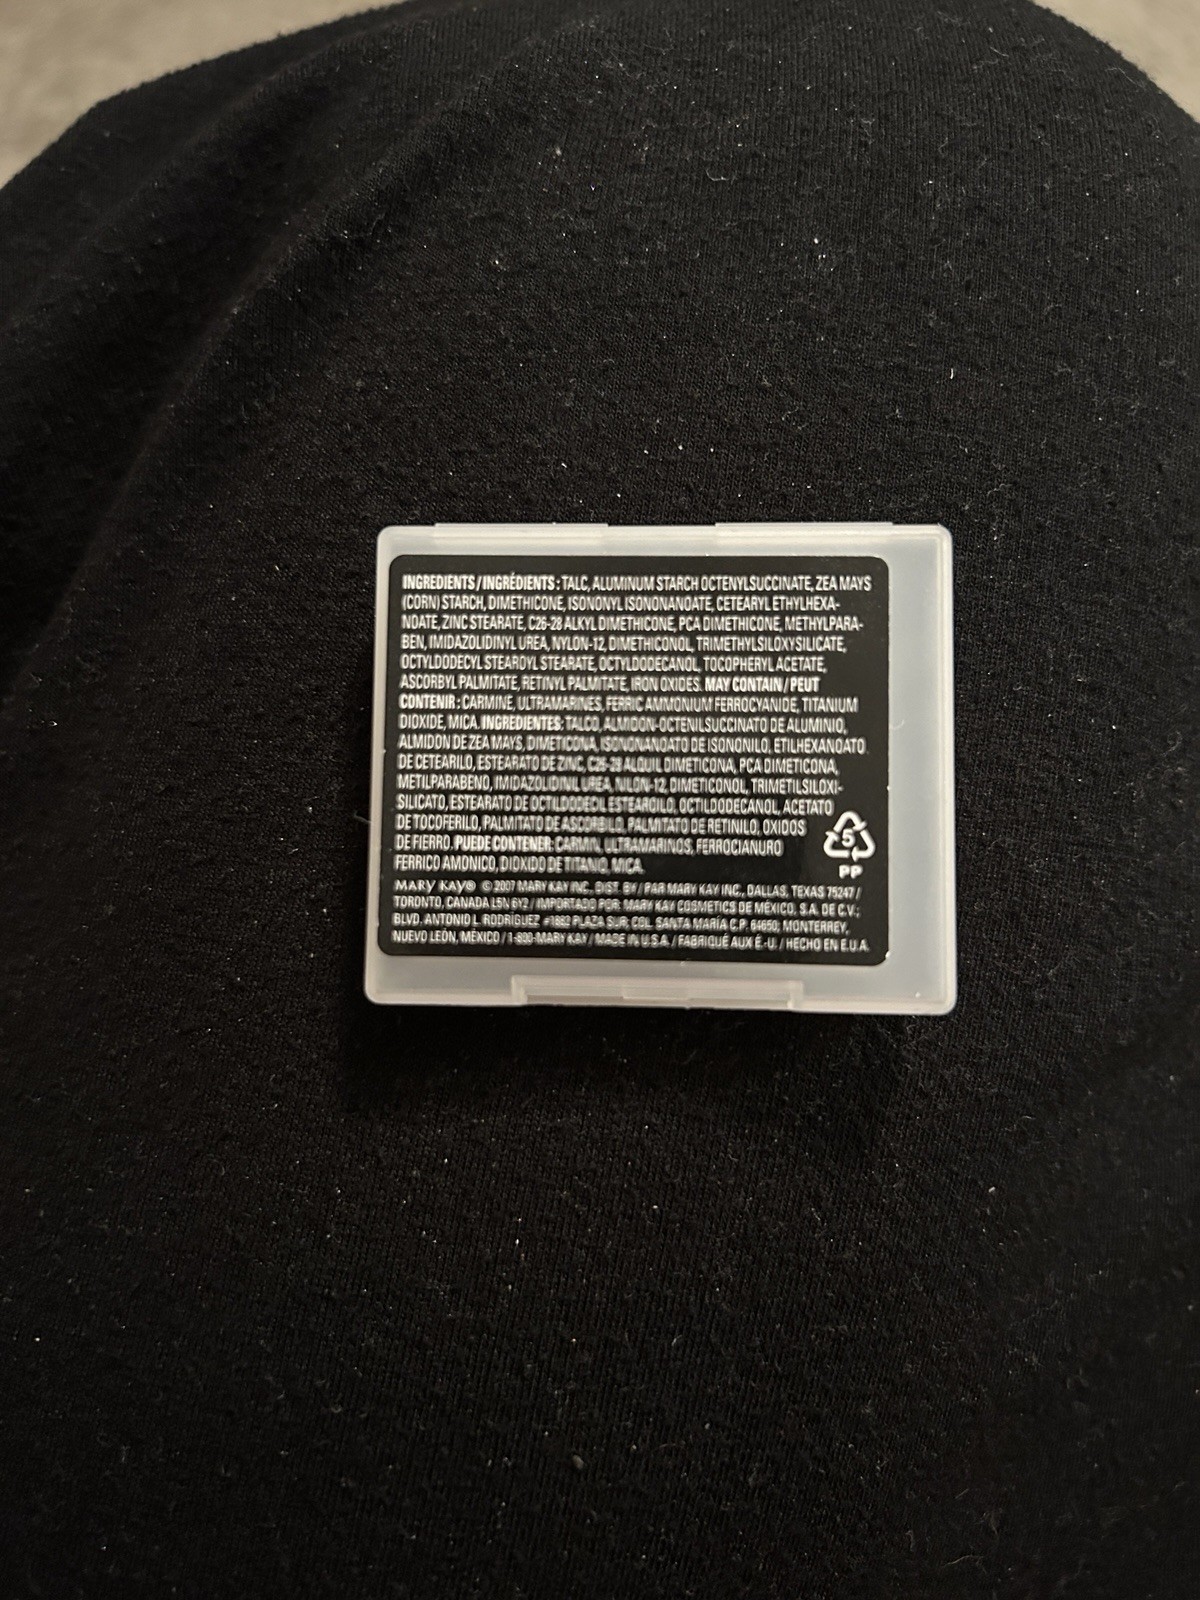 INGREDIENTS / INGRÉDIENTS : TALC, ALUMINUM STARCH OCTENYLSUCCINATE, ZEA MAYS
(CORN) STARCH, DIMETHICONE, ISONONYL ISONONANOATE, CETEARYL ETHYLHEXA-
NOATE, ZINC STEARATE, C26-28 ALKYL DIMETHICONE, PCA DIMETHICONE, METHYLPARA-
BEN, IMIDAZOLIDINYL UREA, NYLON-12, DIMETHICONOL, TRIMETHYLSILOXYSILICATE,
OCTYLDODECYL STEAROYL STEARATE, OCTYLDODECANOL, TOCOPHERYL ACETATE,
ASCORBYL PALMITATE, RETINYL PALMITATE, IRON OXIDES. MAY CONTAIN / PEUT
CONTENIR : CARMINE, ULTRAMARINES, FERRIC AMMONIUM FERROCYANIDE, TITANIUM
DIOXIDE, MICA. INGREDIENTES: TALCO, ALMIDON-OCTENILSUCCINATO DE ALUMINIO,
ALMIDON DE ZEA MAYS, DIMETICONA, ISONONANOATO DE ISONONILO, ETILHEXANOATO
DE CETEARILO, ESTEARATO DE ZINC, C26-28 ALQUIL DIMETICONA, PCA DIMETICONA,
METILPARABENO, IMIDAZOLIDINIL UREA, NILON-12, DIMETICONOL, TRIMETILSILOXI-
SILICATO, ESTEARATO DE OCTILDODECIL ESTEAROILO, OCTILDODECANOL, ACETATO
DE TOCOFERILO, PALMITATO DE ASCORBILO, PALMITATO DE RETINILO, OXIDOS
DE FIERRO. PUEDE CONTENER: CARMIN, ULTRAMARINOS, FERROCIANURO
FERRICO AMONICO, DIOXIDO DE TITANIO, MICA.
5
PP
MARY KAY® © 2007 MARY KAY INC. DIST. BY / PAR MARY KAY INC., DALLAS, TEXAS 75247 /
TORONTO, CANADA L5N 6Y2 / IMPORTADO POR: MARY KAY COSMETICS DE MÉXICO, S.A. DE C.V.;
BLVD. ANTONIO L. RODRÍGUEZ #1882 PLAZA SUR; COL. SANTA MARÍA C.P. 64650; MONTERREY,
NUEVO LEÓN, MÉXICO / 1-800-MARY KAY / MADE IN U.S.A. / FABRIQUÉ AUX É.-U. / HECHO EN E.U.A.